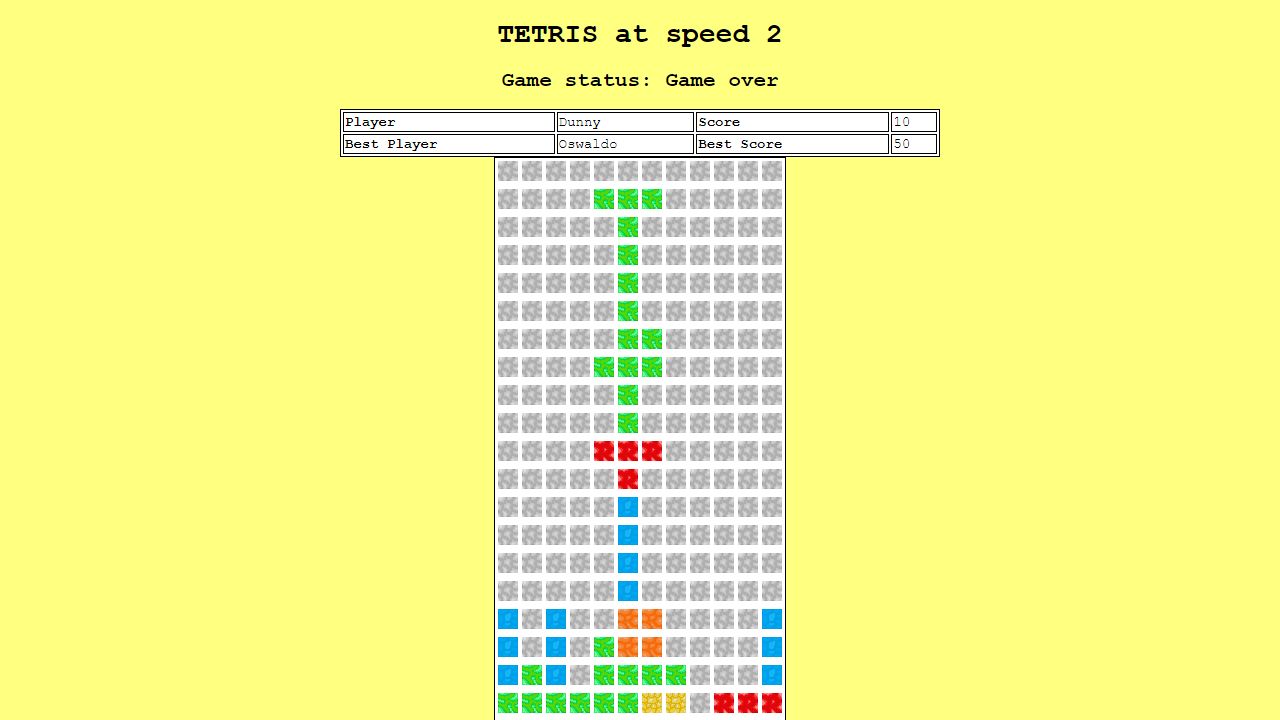 TETRIS at speed 2
Game status: Game over
Player Dunny Score 10
Best Player Oswaldo Best Score 50